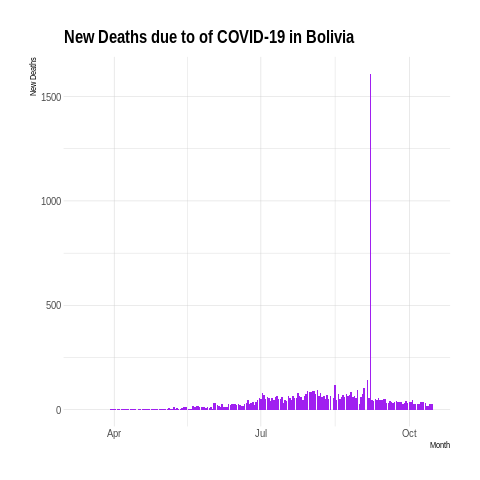 New Deaths due to of COVID-19 in Bolivia
New Deaths
1500
1000
500
0
Apr
Jul
Oct
Month